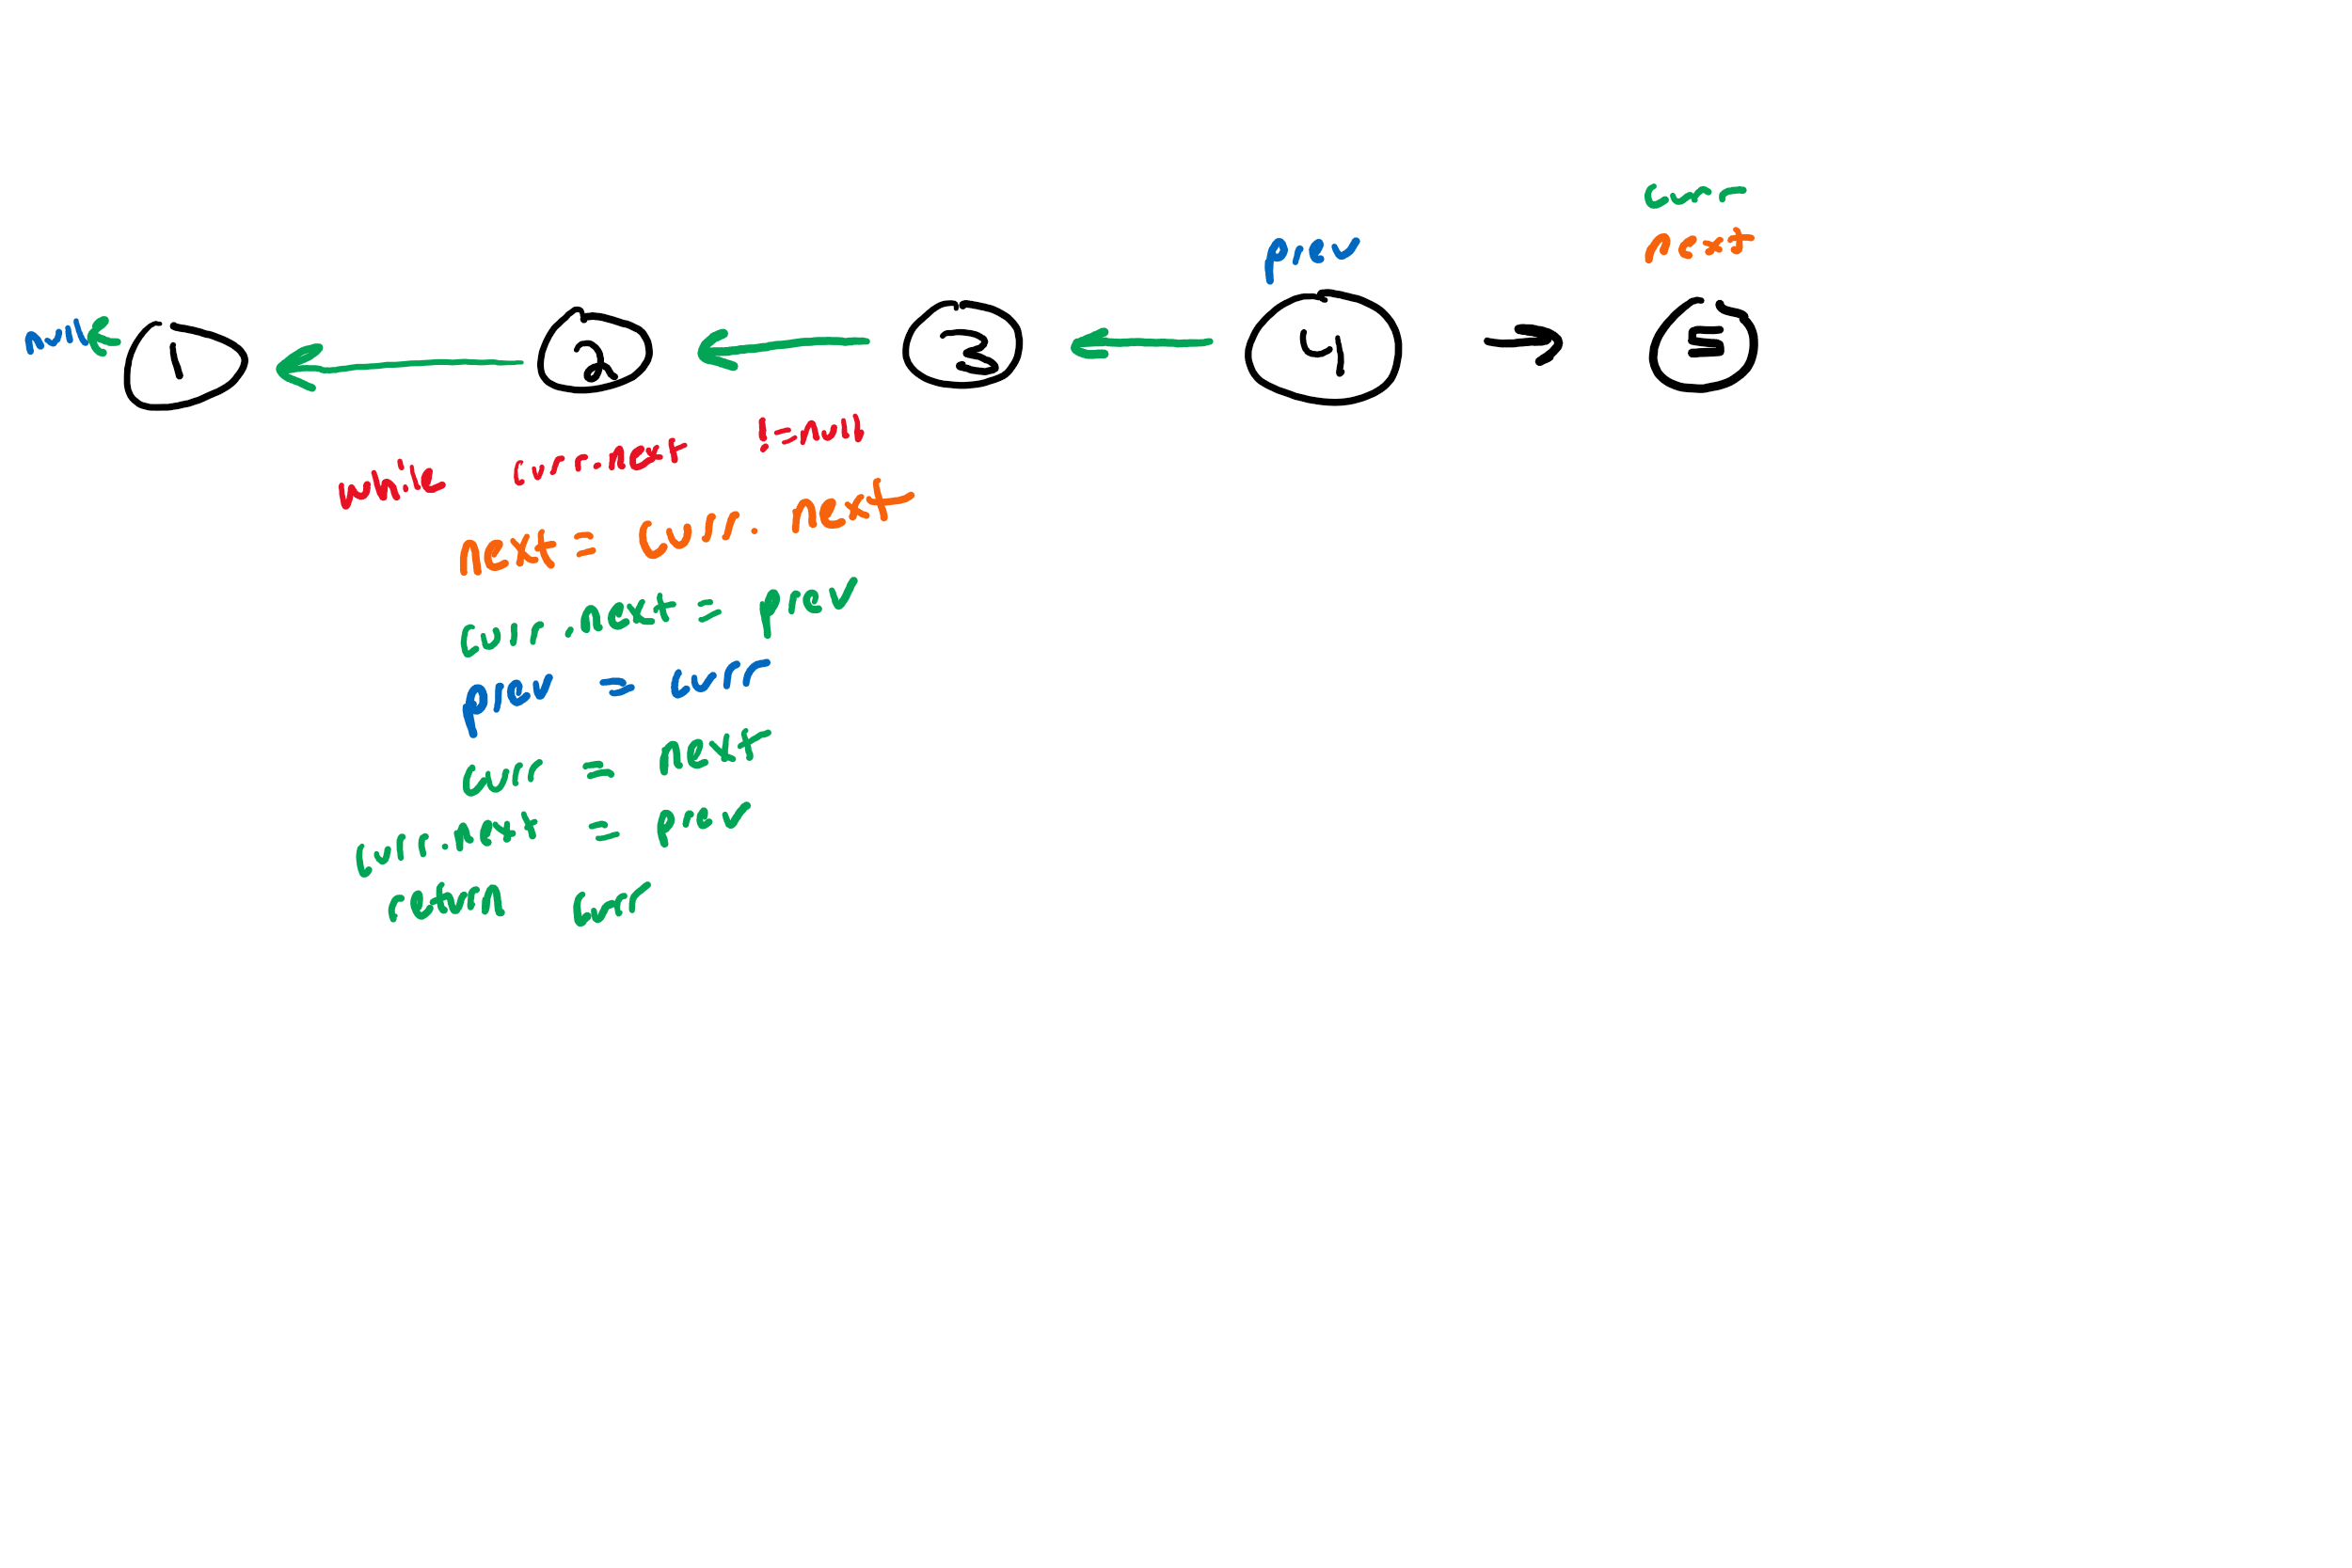 curr
prev next
null 1 2 3 4 5
while curr.next !=null
next = curr.next
curr.next = prev
prev = curr
curr = next
curr.next = prev
return curr